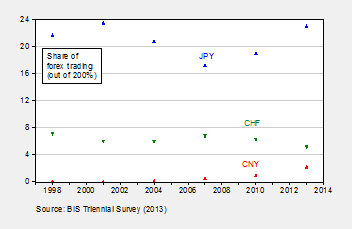 24
20
16
12
8
4
0
Share of
forex trading
(out of 200%)
JPY
CHF
CNY
1998 2000 2002 2004 2006 2008 2010 2012 2014
Source: BIS Triennial Survey (2013)